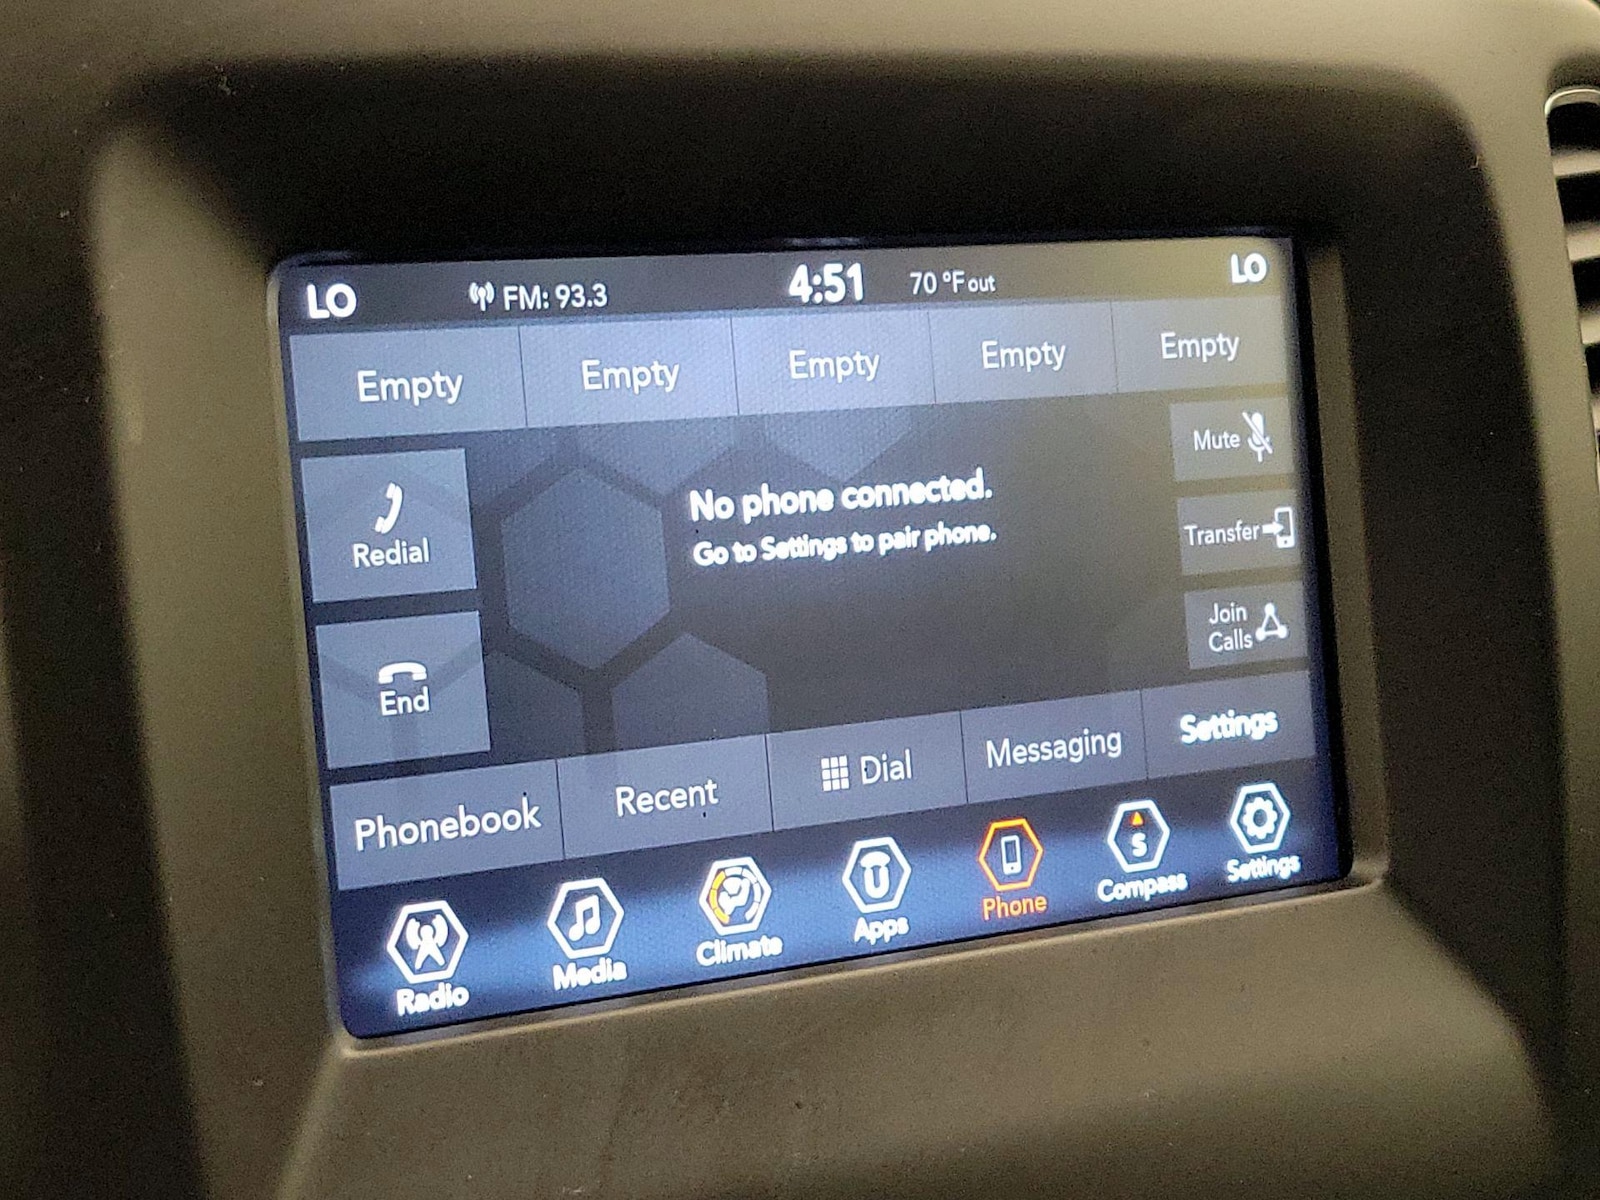 LO FM: 93.3 4:51 70 °F out LO
Empty Empty Empty Empty Empty
Mute
No phone connected.
Redial
Go to Settings to pair phone.
Transfer
Join
Calls
End
Phonebook Recent Dial Messaging Settings
Radio Media Climate Apps Phone S Compass Settings